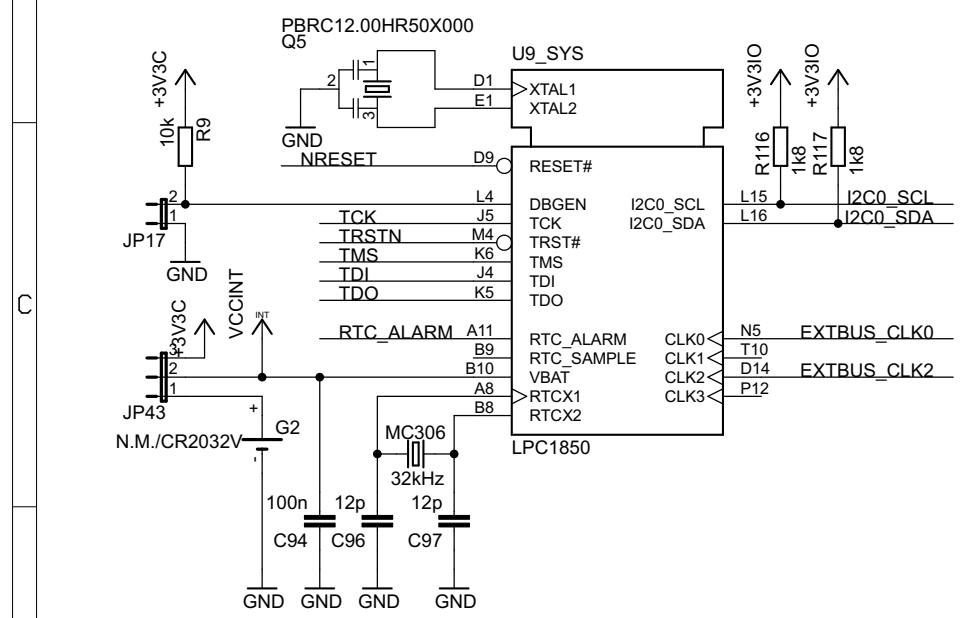 PBRC12.00HR50X000
Q5
U9_SYS
+3V3C
+3V3IO
+3V3IO
1
2
3
D1
XTAL1
E1
XTAL2
10k
R9
GND
R116
1k8
R117
1k8
NRESET
D9
RESET#
2
L4
DBGEN
I2C0_SCL
L15
I2C0_SCL
1
TCK
J5
TCK
I2C0_SDA
L16
I2C0_SDA
JP17
TRSTN
M4
TRST#
TMS
K6
TMS
GND
TDI
J4
TDI
TDO
K5
TDO
C
+3V3C
VCCINT
INT
RTC_ALARM
A11
RTC_ALARM
CLK0
N5
EXTBUS_CLK0
3
B9
RTC_SAMPLE
CLK1
T10
2
B10
VBAT
CLK2
D14
EXTBUS_CLK2
1
A8
RTCX1
CLK3
P12
JP43
B8
RTCX2
+
G2
N.M./CR2032V
-
MC306
32kHz
LPC1850
100n
12p
12p
C94
C96
C97
GND
GND
GND
GND